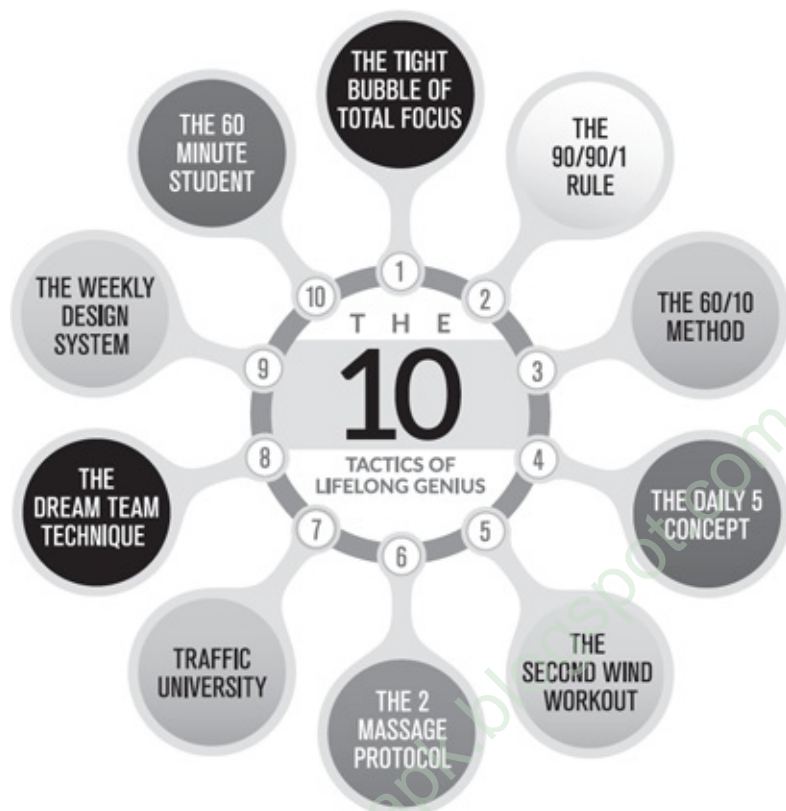 THE
10
TACTICS OF
LIFELONG GENIUS
1
THE TIGHT
BUBBLE OF
TOTAL FOCUS
2
THE
90/90/1
RULE
3
THE 60/10
METHOD
4
THE DAILY 5
CONCEPT
5
THE
SECOND WIND
WORKOUT
6
THE 2
MASSAGE
PROTOCOL
7
TRAFFIC
UNIVERSITY
8
THE
DREAM TEAM
TECHNIQUE
9
THE WEEKLY
DESIGN
SYSTEM
10
THE 60
MINUTE
STUDENT